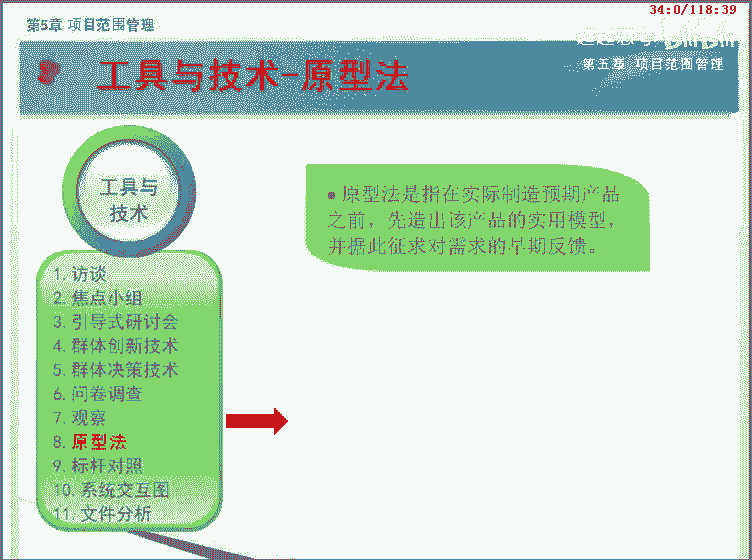 34:0/118:39
第5章 项目范围管理
第五章 项目范围管理
工具与技术-原型法
工具与
技术
原型法是指在实际制造预期产品
之前，先造出该产品的实用模型，
并据此征求对需求的早期反馈。
1. 访谈
2. 焦点小组
3. 引导式研讨会
4. 群体创新技术
5. 群体决策技术
6. 问卷调查
7. 观察
8. 原型法
9. 标杆对照
10. 系统交互图
11. 文件分析